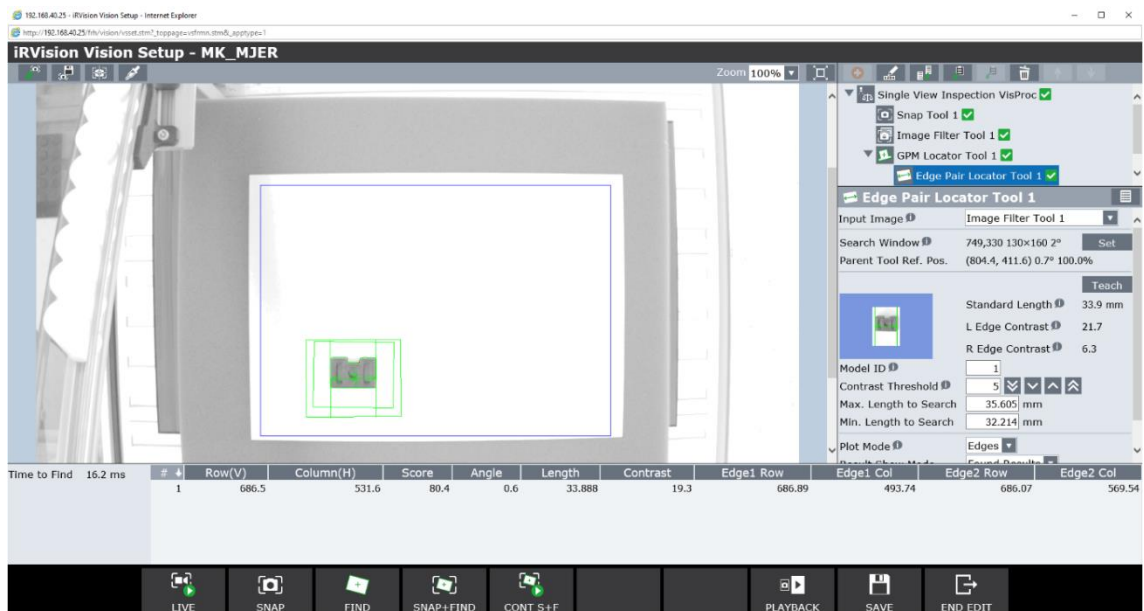 192.168.40.25 - iRVision Vision Setup - Internet Explorer
http://192.168.40.25/frh/vision/vsset.stm?_toppage=vsfrmn.stm&_apptype=1
iRVision Vision Setup - MK_MJER
Zoom 100%
Single View Inspection VisProc
Snap Tool 1
Image Filter Tool 1
GPM Locator Tool 1
Edge Pair Locator Tool 1
Edge Pair Locator Tool 1
Input Image Image Filter Tool 1
Search Window 749,330 130×160 2° Set
Parent Tool Ref. Pos. (804.4, 411.6) 0.7° 100.0%
Teach
Standard Length 33.9 mm
L Edge Contrast 21.7
R Edge Contrast 6.3
Model ID 1
Contrast Threshold 5
Max. Length to Search 35.605 mm
Min. Length to Search 32.214 mm
Plot Mode Edges
Result Show Mode Found Results
Time to Find 16.2 ms
# Row(V) Column(H) Score Angle Length Contrast Edge1 Row Edge1 Col Edge2 Row Edge2 Col
1 686.5 531.6 80.4 0.6 33.888 19.3 686.89 493.74 686.07 569.54
LIVE SNAP FIND SNAP+FIND CONT S+F PLAYBACK SAVE END EDIT